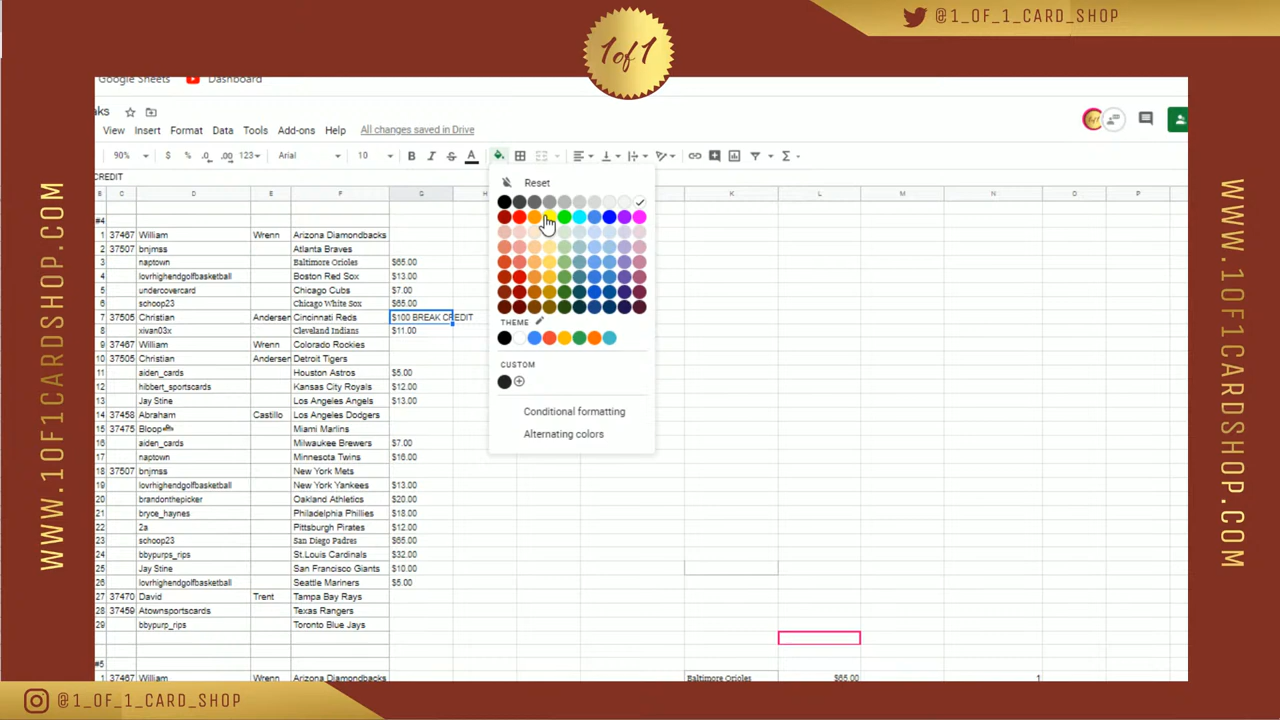 @1_OF_1_CARD_SHOP
1of1
Google Sheets Dashboard
aks
View Insert Format Data Tools Add-ons Help All changes saved in Drive
90% $ % .0 .00 123 Arial 10 B I S A
CREDIT
B C D E F G H K L M N O
#4
1 37467 William Wrenn Arizona Diamondbacks
2 37507 bnjmss Atlanta Braves
3 naptown Baltimore Orioles $65.00
4 lovrhighendgolfbasketball Boston Red Sox $13.00
5 undercovercard Chicago Cubs $7.00
6 schoop23 Chicago White Sox $65.00
7 37505 Christian Andersen Cincinnati Reds $100 BREAK CREDIT
8 xivan03x Cleveland Indians $11.00
9 37467 William Wrenn Colorado Rockies
10 37505 Christian Andersen Detroit Tigers
11 aiden_cards Houston Astros $5.00
12 hibbert_sportscards Kansas City Royals $12.00
13 Jay Stine Los Angeles Angels $13.00
14 37458 Abraham Castillo Los Angeles Dodgers
15 37475 Bloop Miami Marlins
16 aiden_cards Milwaukee Brewers $7.00
17 naptown Minnesota Twins $16.00
18 37507 bnjmss New York Mets
19 lovrhighendgolfbasketball New York Yankees $13.00
20 brandonthepicker Oakland Athletics $20.00
21 bryce_haynes Philadelphia Phillies $18.00
22 2a Pittsburgh Pirates $12.00
23 schoop23 San Diego Padres $65.00
24 bbypurps_rips St.Louis Cardinals $32.00
25 Jay Stine San Francisco Giants $10.00
26 lovrhighendgolfbasketball Seattle Mariners $5.00
27 37470 David Trent Tampa Bay Rays
28 37459 Atownsportscards Texas Rangers
29 bbypurp_rips Toronto Blue Jays
#5
1 37467 William Wrenn Arizona Diamondbacks Baltimore Orioles $65.00 1
Reset
THEME
CUSTOM
Conditional formatting
Alternating colors
WWW.1OF1CARDSHOP.COM
WWW.1OF1CARDSHOP.COM
@1_OF_1_CARD_SHOP